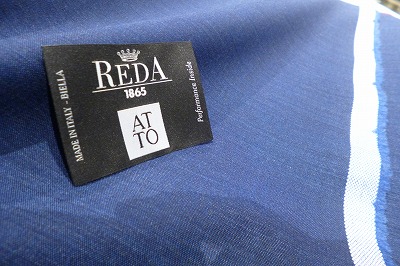 REDA
1865
AT
TO
MADE IN ITALY - BIELLA
Performance Inside